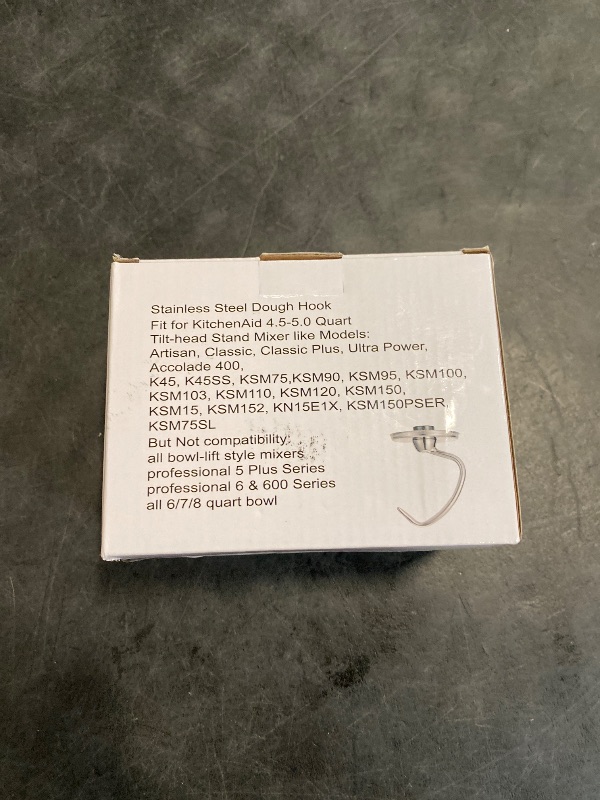 Stainless Steel Dough Hook
Fit for KitchenAid 4.5-5.0 Quart
Tilt-head Stand Mixer like Models:
Artisan, Classic, Classic Plus, Ultra Power,
Accolade 400,
K45, K45SS, KSM75,KSM90, KSM95, KSM100,
KSM103, KSM110, KSM120, KSM150,
KSM15, KSM152, KN15E1X, KSM150PSER,
KSM75SL
But Not compatibility:
all bowl-lift style mixers
professional 5 Plus Series
professional 6 & 600 Series
all 6/7/8 quart bowl